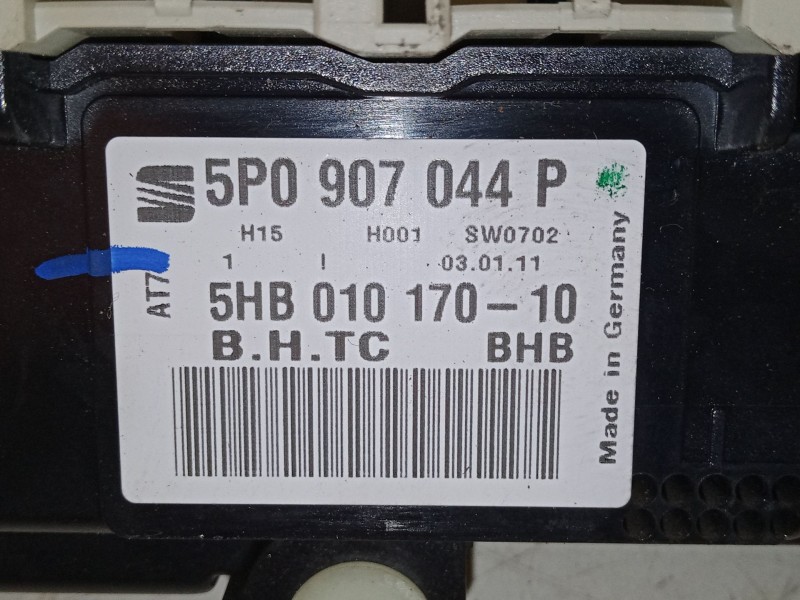 5P0 907 044 P
H15 H001 SW0702
1 I 03.01.11
AT7
5HB 010 170-10
B.H.TC BHB
Made in Germany